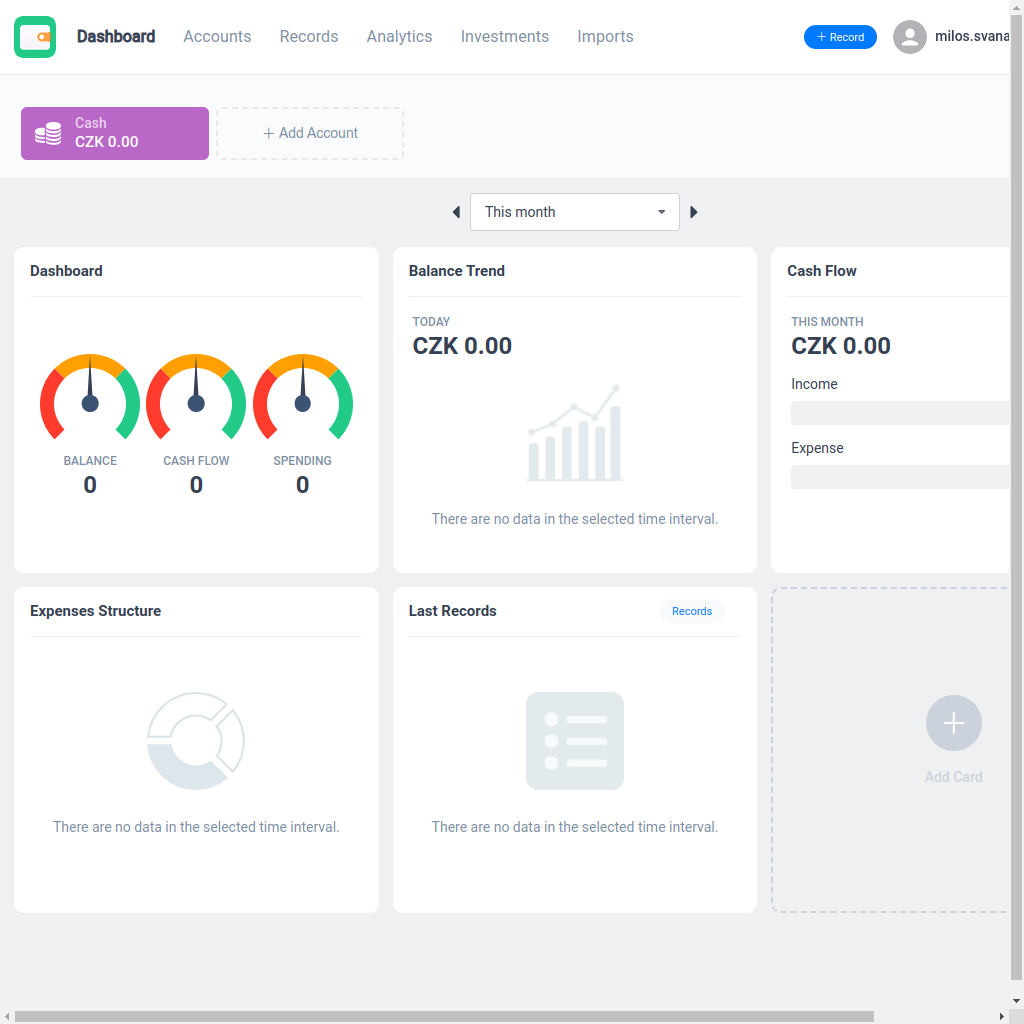 Dashboard Accounts Records Analytics Investments Imports + Record milos.svana
Cash
CZK 0.00
+ Add Account
This month
Dashboard
BALANCE CASH FLOW SPENDING
0 0 0
Balance Trend
TODAY
CZK 0.00
There are no data in the selected time interval.
Cash Flow
THIS MONTH
CZK 0.00
Income
Expense
Expenses Structure
There are no data in the selected time interval.
Last Records Records
There are no data in the selected time interval.
Add Card